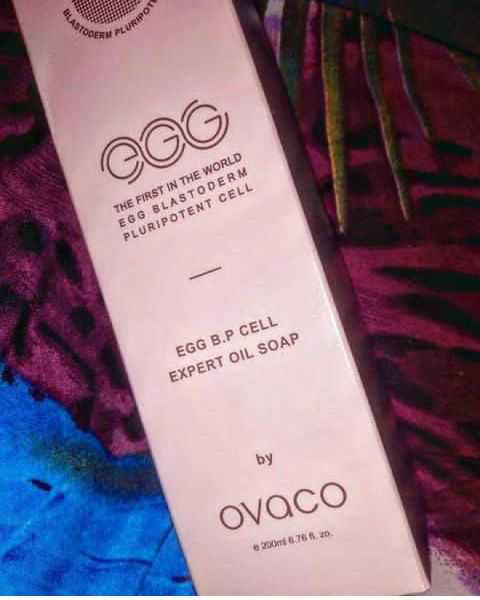 BLASTODERM PLURIPOTE
egg
THE FIRST IN THE WORLD
EGG BLASTODERM
PLURIPOTENT CELL
EGG B.P CELL
EXPERT OIL SOAP
by
ovaco
e 200ml 6.76 fl. zo.